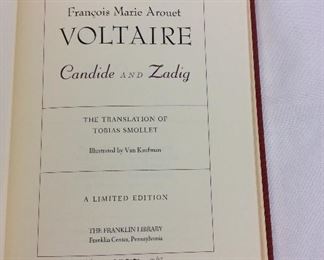 François Marie Arouet
VOLTAIRE
Candide AND Zadig
THE TRANSLATION OF
TOBIAS SMOLLET
Illustrated by Van Kaufman
A LIMITED EDITION
THE FRANKLIN LIBRARY
Franklin Center, Pennsylvania